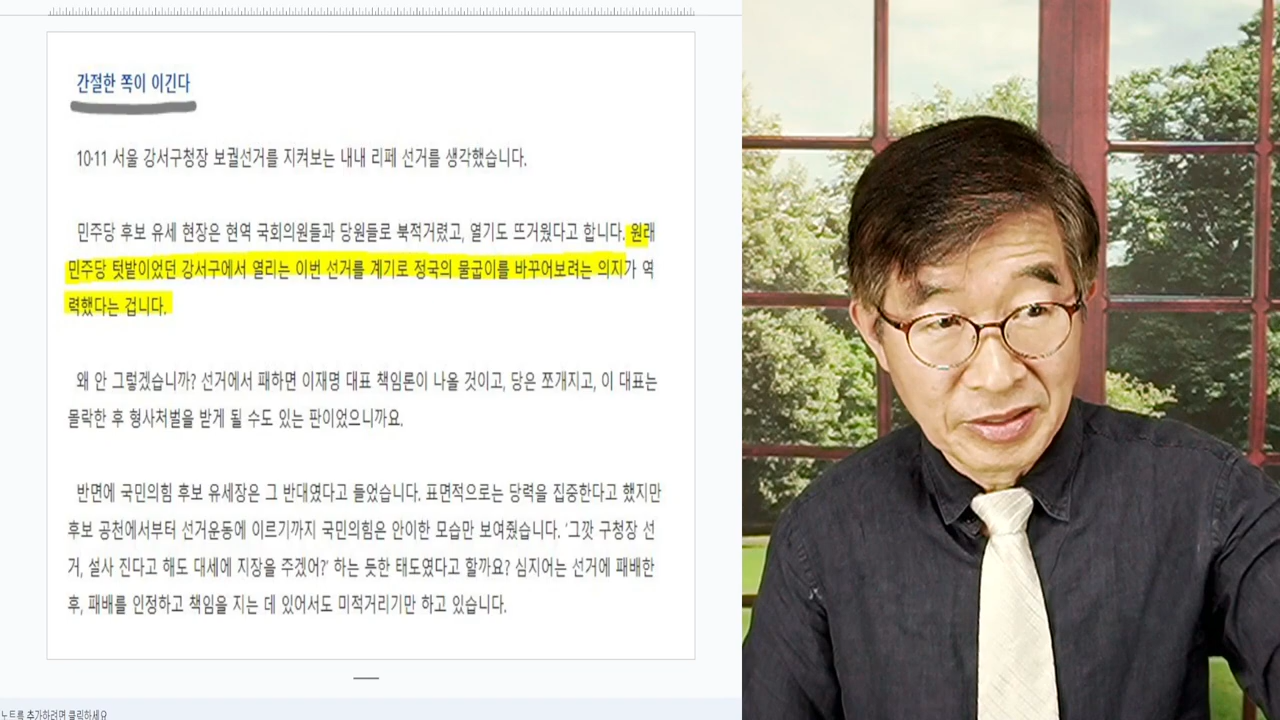 간절한 쪽이 이긴다
10·11 서울 강서구청장 보궐선거를 지켜보는 내내 리페 선거를 생각했습니다.
민주당 후보 유세 현장은 현역 국회의원들과 당원들로 북적거렸고, 열기도 뜨거웠다고 합니다. 원래
민주당 텃밭이었던 강서구에서 열리는 이번 선거를 계기로 정국의 물굽이를 바꾸어보려는 의지가 역
력했다는 겁니다.
왜 안 그렇겠습니까? 선거에서 패하면 이재명 대표 책임론이 나올 것이고, 당은 쪼개지고, 이 대표는
몰락한 후 형사처벌을 받게 될 수도 있는 판이었으니까요.
반면에 국민의힘 후보 유세장은 그 반대였다고 들었습니다. 표면적으로는 당력을 집중한다고 했지만
후보 공천에서부터 선거운동에 이르기까지 국민의힘은 안이한 모습만 보여줬습니다. '그깟 구청장 선
거, 설사 진다고 해도 대세에 지장을 주겠어?' 하는 듯한 태도였다고 할까요? 심지어는 선거에 패배한
후, 패배를 인정하고 책임을 지는 데 있어서도 미적거리기만 하고 있습니다.
노트를 추가하려면 클릭하세요